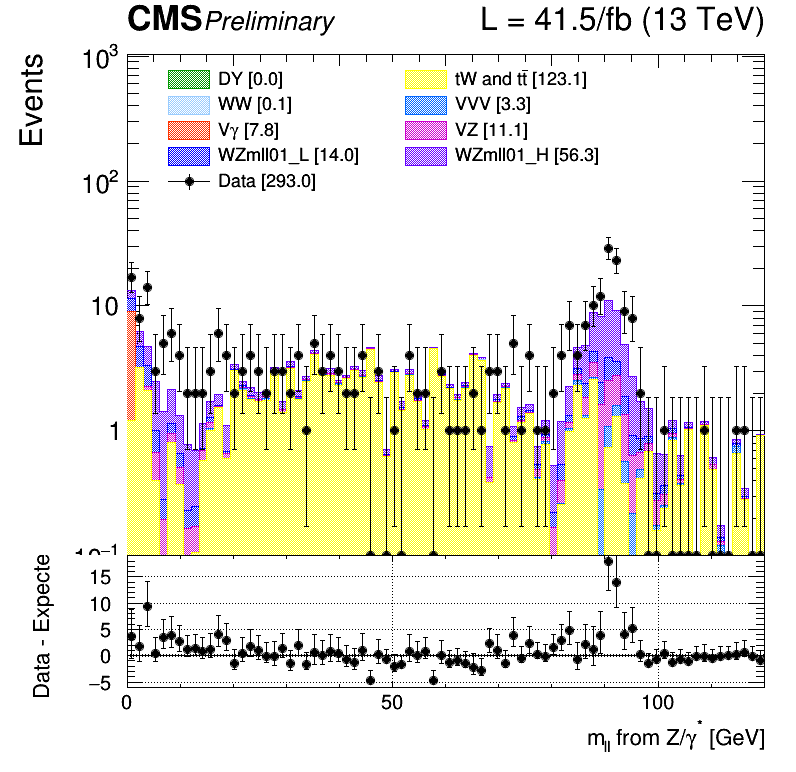 CMS Preliminary L = 41.5/fb (13 TeV)
Events
10³
10²
10
1
10⁻¹
DY [0.0]
tW and tt̄ [123.1]
WW [0.1]
VVV [3.3]
Vγ [7.8]
VZ [11.1]
WZmll01_L [14.0]
WZmll01_H [56.3]
Data [293.0]
Data - Expecte
15
10
5
0
−5
0 50 100
m_ll from Z/γ* [GeV]